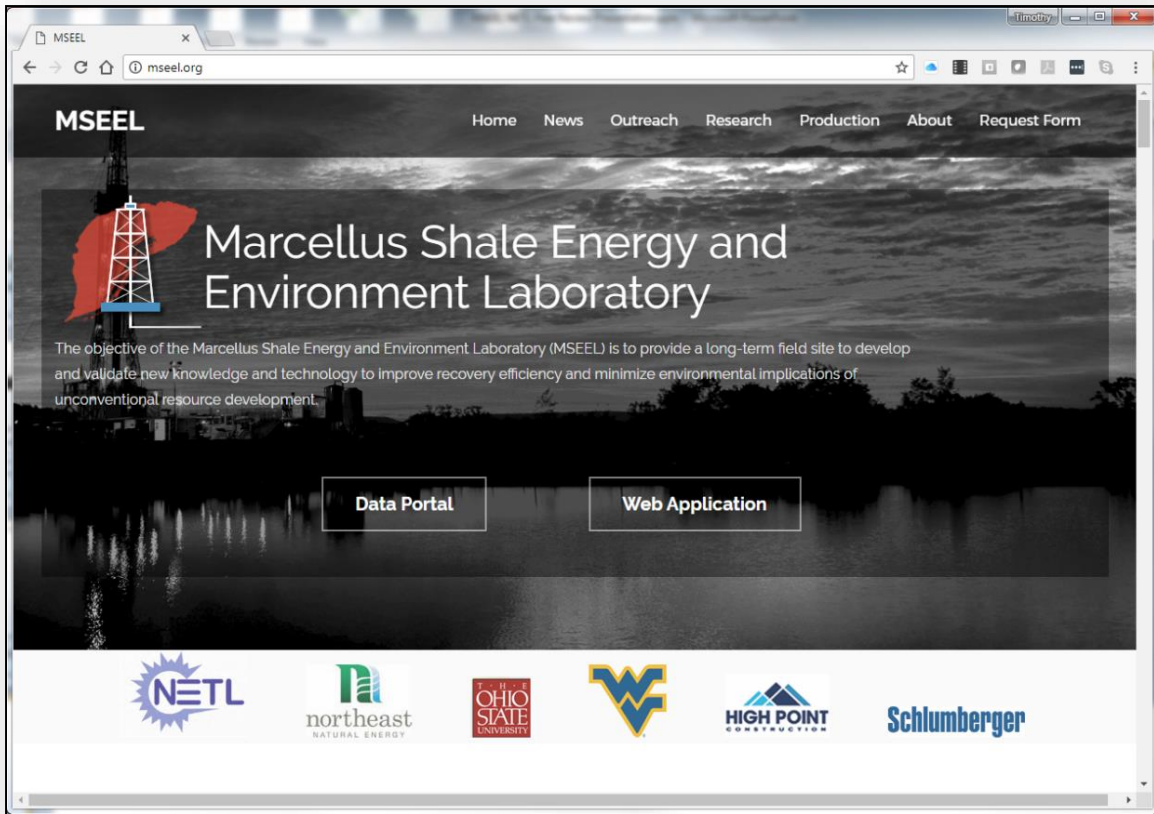 Timothy
MSEEL
mseel.org
MSEEL
Home News Outreach Research Production About Request Form
Marcellus Shale Energy and
Environment Laboratory
The objective of the Marcellus Shale Energy and Environment Laboratory (MSEEL) is to provide a long-term field site to develop
and validate new knowledge and technology to improve recovery efficiency and minimize environmental implications of
unconventional resource development.
Data Portal Web Application
NETL
northeast
NATURAL ENERGY
T · H · E
OHIO
STATE
UNIVERSITY
WV
HIGH POINT
CONSTRUCTION
Schlumberger